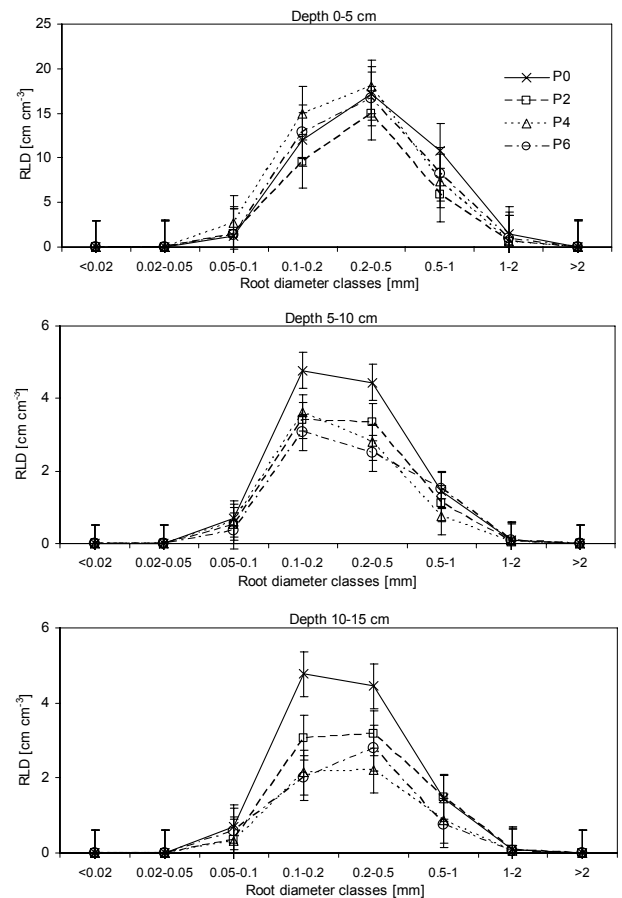 Depth 0-5 cm
25
20
15
10
5
0
RLD [cm cm-3]
P0
P2
P4
P6
<0.02 0.02-0.05 0.05-0.1 0.1-0.2 0.2-0.5 0.5-1 1-2 >2
Root diameter classes [mm]
Depth 5-10 cm
6
4
2
0
RLD [cm cm-3]
<0.02 0.02-0.05 0.05-0.1 0.1-0.2 0.2-0.5 0.5-1 1-2 >2
Root diameter classes [mm]
Depth 10-15 cm
6
4
2
0
RLD [cm cm-3]
<0.02 0.02-0.05 0.05-0.1 0.1-0.2 0.2-0.5 0.5-1 1-2 >2
Root diameter classes [mm]